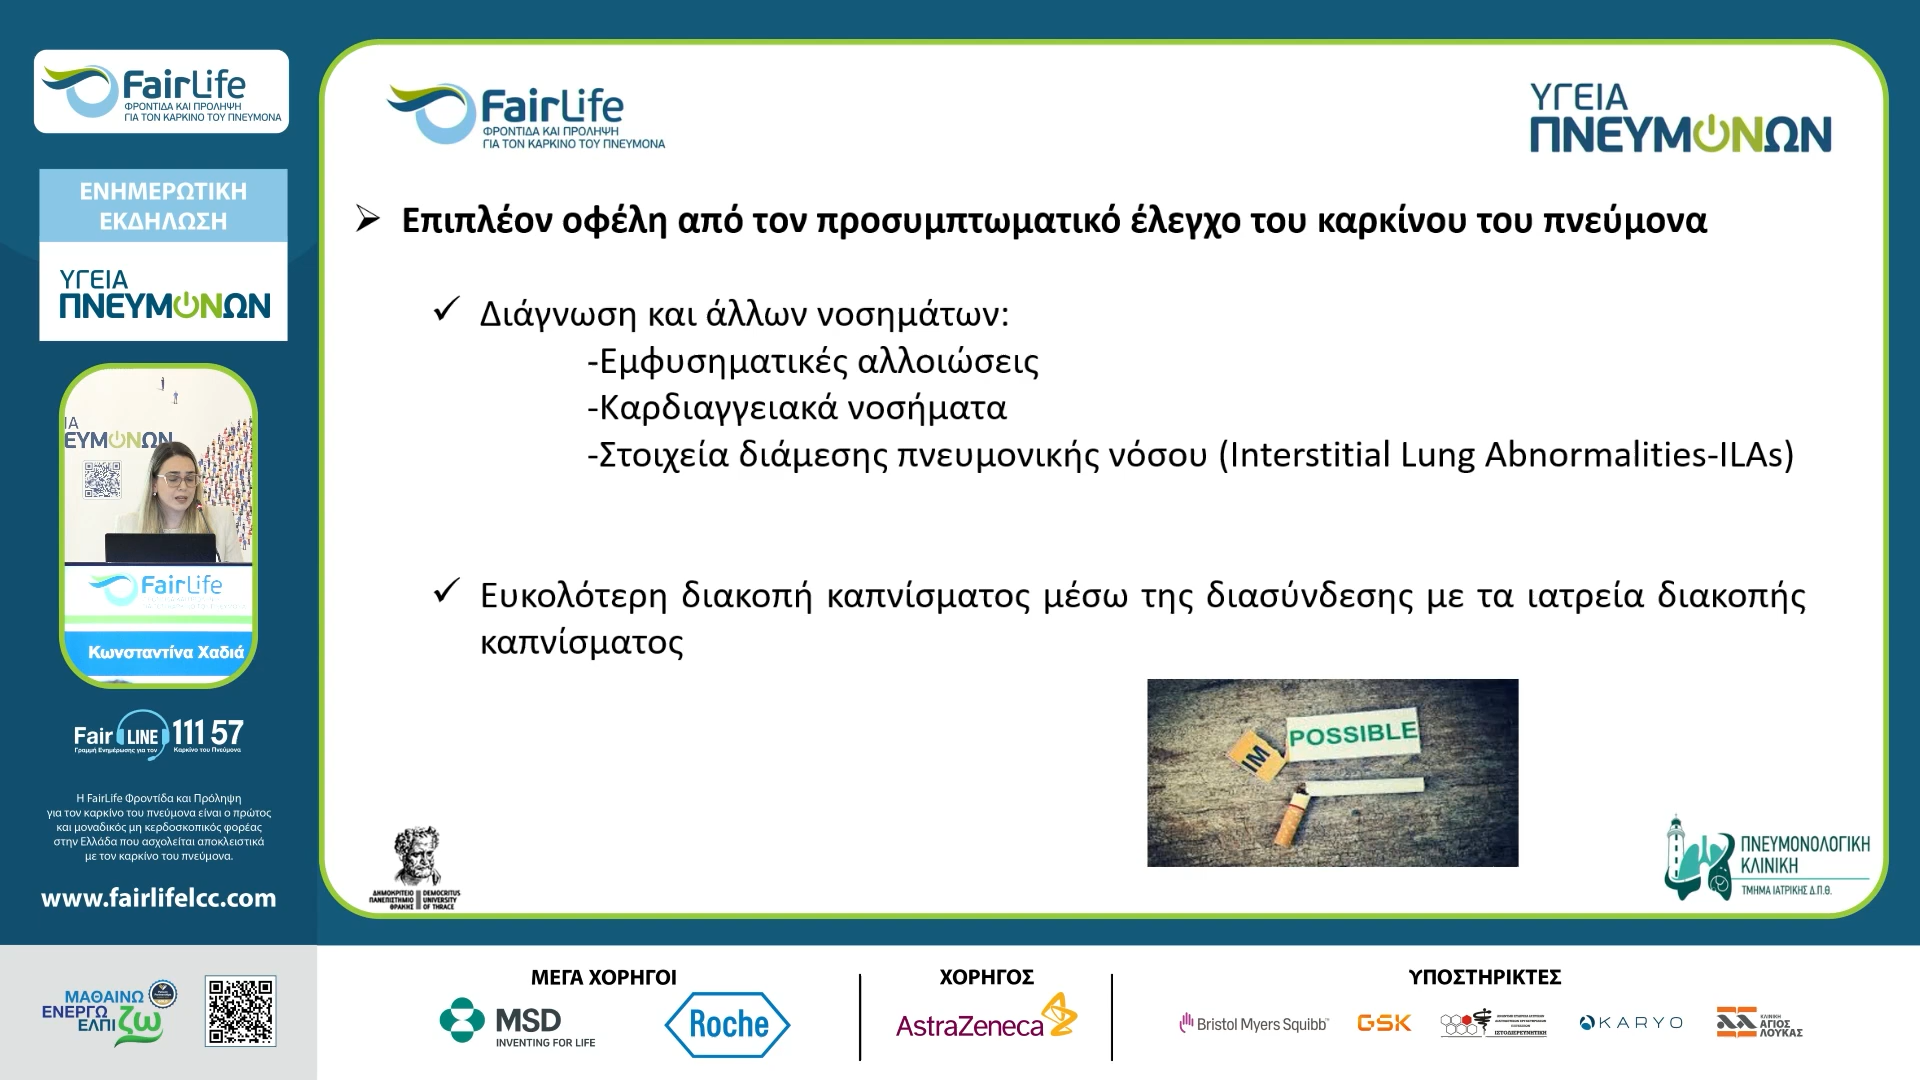 FairLife
ΦΡΟΝΤΙΔΑ ΚΑΙ ΠΡΟΛΗΨΗ
ΓΙΑ ΤΟΝ ΚΑΡΚΙΝΟ ΤΟΥ ΠΝΕΥΜΟΝΑ
ΕΝΗΜΕΡΩΤΙΚΗ
ΕΚΔΗΛΩΣΗ
ΥΓΕΙΑ
ΠΝΕΥΜΟΝΩΝ
ΙΑ
ΕΥΜΟΝΩΝ
FairLife
Κωνσταντίνα Χαδιά
Fair LINE 111 57
Γραμμή Ενημέρωσης για τον Καρκίνο του Πνεύμονα
Η FairLife Φροντίδα και Πρόληψη
για τον καρκίνο του πνεύμονα είναι ο πρώτος
και μοναδικός μη κερδοσκοπικός φορέας
στην Ελλάδα που ασχολείται αποκλειστικά
με τον καρκίνο του πνεύμονα.
www.fairlifelcc.com
ΜΑΘΑΙΝΩ
ΕΝΕΡΓΩ
ΕΛΠΙζω
FairLife
ΦΡΟΝΤΙΔΑ ΚΑΙ ΠΡΟΛΗΨΗ
ΓΙΑ ΤΟΝ ΚΑΡΚΙΝΟ ΤΟΥ ΠΝΕΥΜΟΝΑ
ΥΓΕΙΑ
ΠΝΕΥΜΟΝΩΝ
Επιπλέον οφέλη από τον προσυμπτωματικό έλεγχο του καρκίνου του πνεύμονα
Διάγνωση και άλλων νοσημάτων:
-Εμφυσηματικές αλλοιώσεις
-Καρδιαγγειακά νοσήματα
-Στοιχεία διάμεσης πνευμονικής νόσου (Interstitial Lung Abnormalities-ILAs)
Ευκολότερη διακοπή καπνίσματος μέσω της διασύνδεσης με τα ιατρεία διακοπής
καπνίσματος
IM
POSSIBLE
ΔΗΜΟΚΡΙΤΕΙΟ DEMOCRITUS
ΠΑΝΕΠΙΣΤΗΜΙΟ UNIVERSITY
ΘΡΑΚΗΣ OF THRACE
ΠΝΕΥΜΟΝΟΛΟΓΙΚΗ
ΚΛΙΝΙΚΗ
ΤΜΗΜΑ ΙΑΤΡΙΚΗΣ Δ.Π.Θ.
ΜΕΓΑ ΧΟΡΗΓΟΙ
MSD
INVENTING FOR LIFE
Roche
ΧΟΡΗΓΟΣ
AstraZeneca
ΥΠΟΣΤΗΡΙΚΤΕΣ
Bristol Myers Squibb™
GSK
ΙΣΤΟΔΙΕΡΕΥΝΗΤΙΚΗ
KARYO
ΚΛΙΝΙΚΗ
ΑΓΙΟΣ
ΛΟΥΚΑΣ